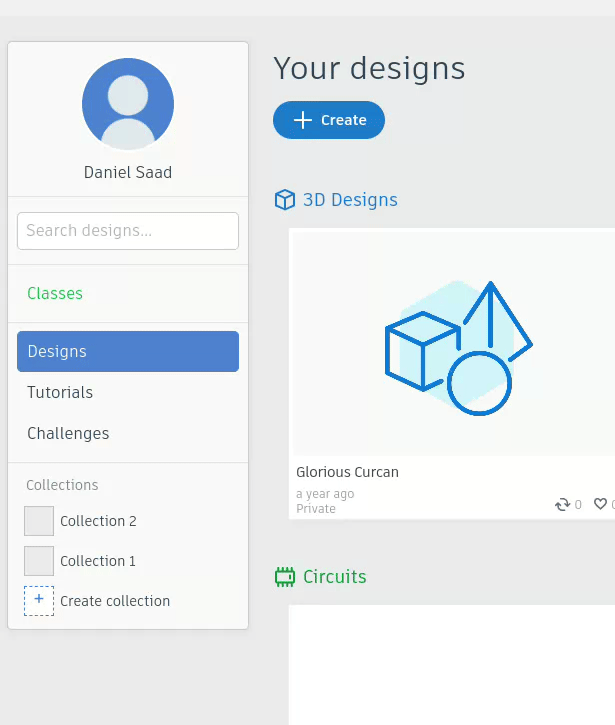 Daniel Saad
Search designs...
Classes
Designs
Tutorials
Challenges
Collections
Collection 2
Collection 1
+ Create collection
Your designs
Create
3D Designs
Glorious Curcan
a year ago
Private
0
Circuits